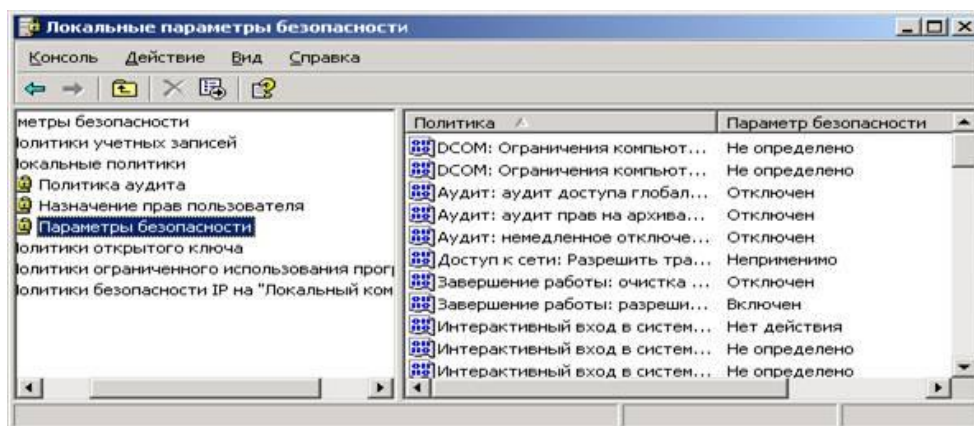 Локальные параметры безопасности
Консоль Действие Вид Справка
метры безопасности
олитики учетных записей
окальные политики
Политика аудита
Назначение прав пользователя
Параметры безопасности
олитики открытого ключа
олитики ограниченного использования прог
олитики безопасности IP на "Локальный ком
Политика Параметр безопасности
DCOM: Ограничения компьют... Не определено
DCOM: Ограничения компьют... Не определено
Аудит: аудит доступа глобал... Отключен
Аудит: аудит прав на архива... Отключен
Аудит: немедленное отключе... Отключен
Доступ к сети: Разрешить тра... Неприменимо
Завершение работы: очистка ... Отключен
Завершение работы: разреши... Включен
Интерактивный вход в систем... Нет действия
Интерактивный вход в систем... Не определено
Интерактивный вход в систем... Не определено